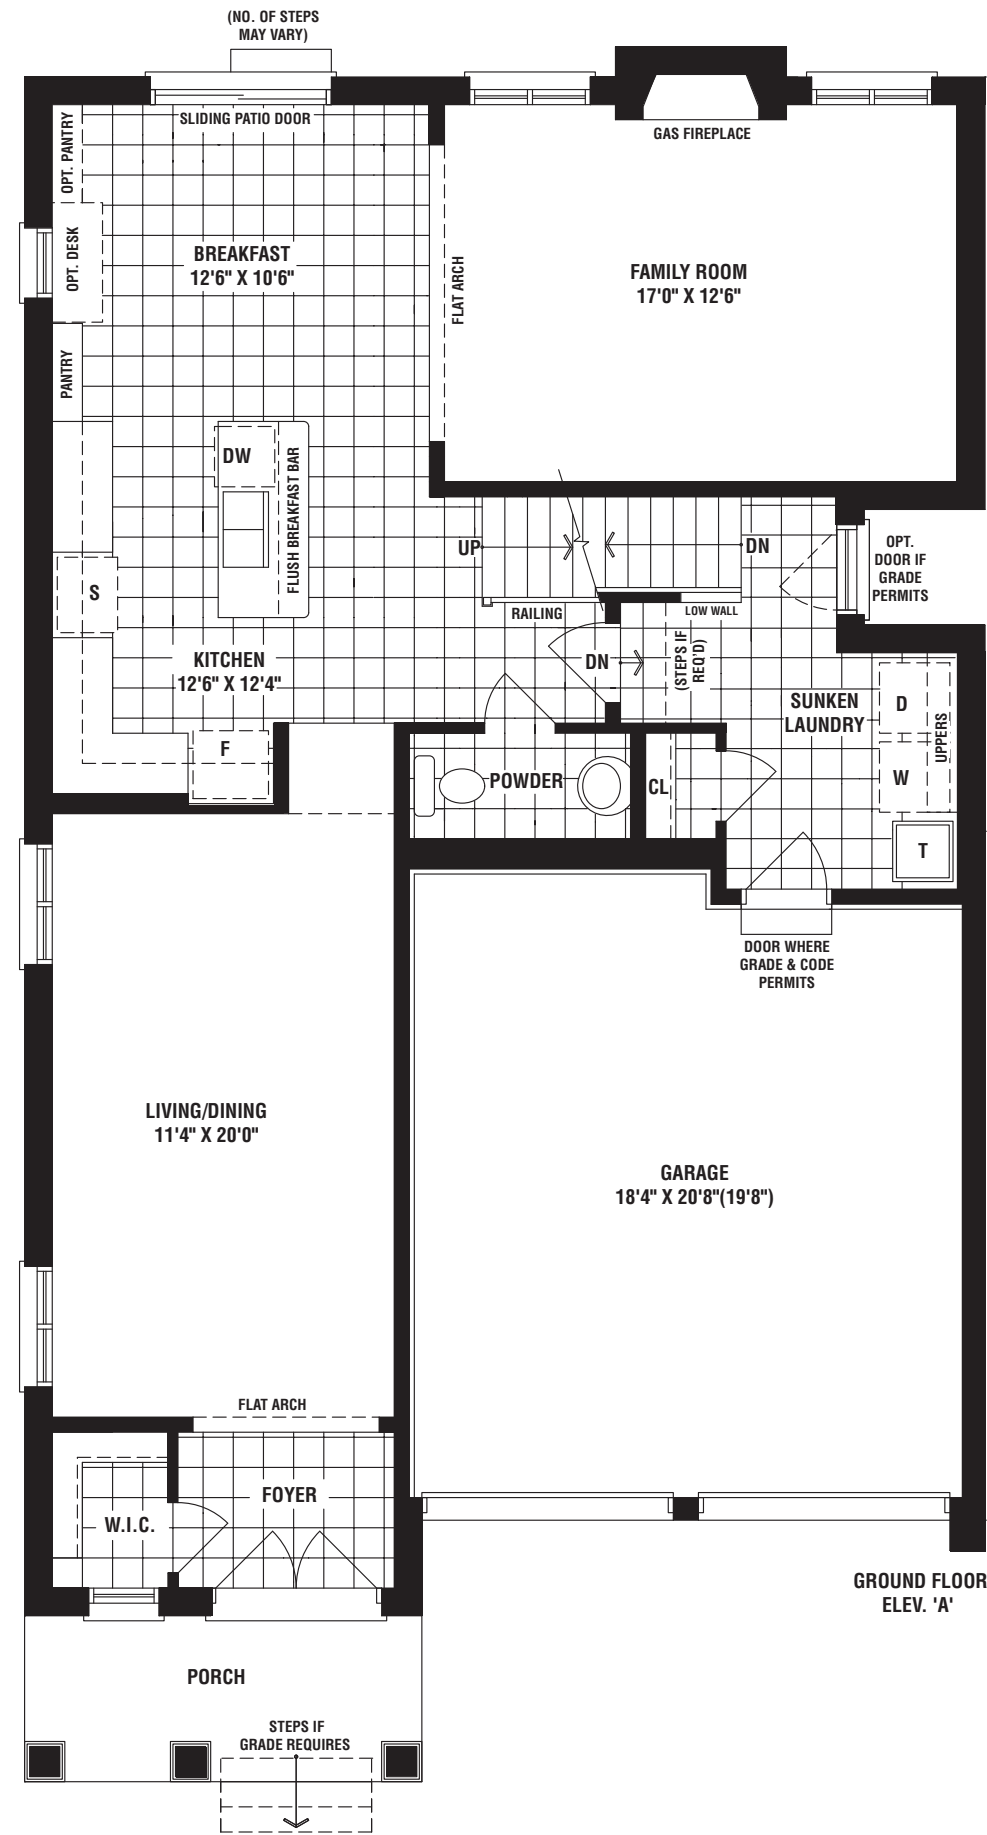 (NO. OF STEPS
MAY VARY)
SLIDING PATIO DOOR
GAS FIREPLACE
OPT. PANTRY
OPT. DESK
PANTRY
BREAKFAST
12'6" X 10'6"
FLAT ARCH
FAMILY ROOM
17'0" X 12'6"
DW
FLUSH BREAKFAST BAR
S
UP
DN
OPT.
DOOR IF
GRADE
PERMITS
RAILING
LOW WALL
KITCHEN
12'6" X 12'4"
DN
(STEPS IF
REQ'D)
SUNKEN
LAUNDRY
D
UPPERS
W
F
POWDER
CL
T
DOOR WHERE
GRADE & CODE
PERMITS
LIVING/DINING
11'4" X 20'0"
GARAGE
18'4" X 20'8"(19'8")
FLAT ARCH
FOYER
W.I.C.
GROUND FLOOR
ELEV. 'A'
PORCH
STEPS IF
GRADE REQUIRES